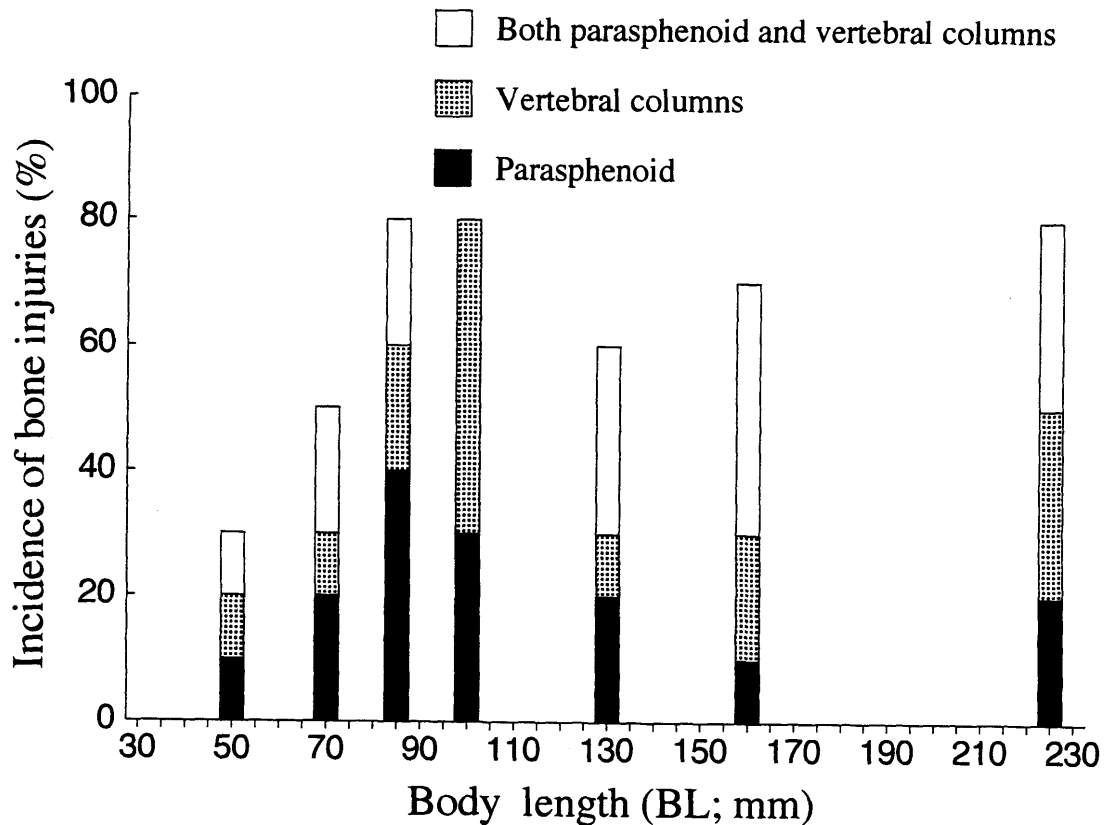 Both parasphenoid and vertebral columns
Vertebral columns
Parasphenoid
Incidence of bone injuries (%)
100
80
60
40
20
0
30 50 70 90 110 130 150 170 190 210 230
Body length (BL; mm)